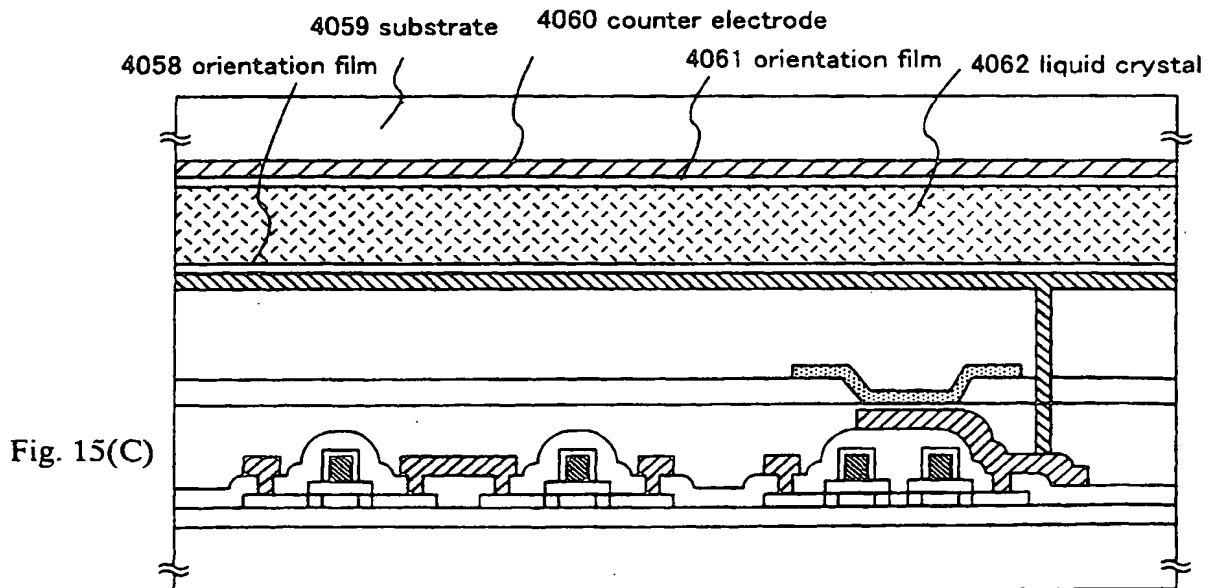 4059 substrate
4060 counter electrode
4058 orientation film
4061 orientation film
4062 liquid crystal
Fig. 15(C)